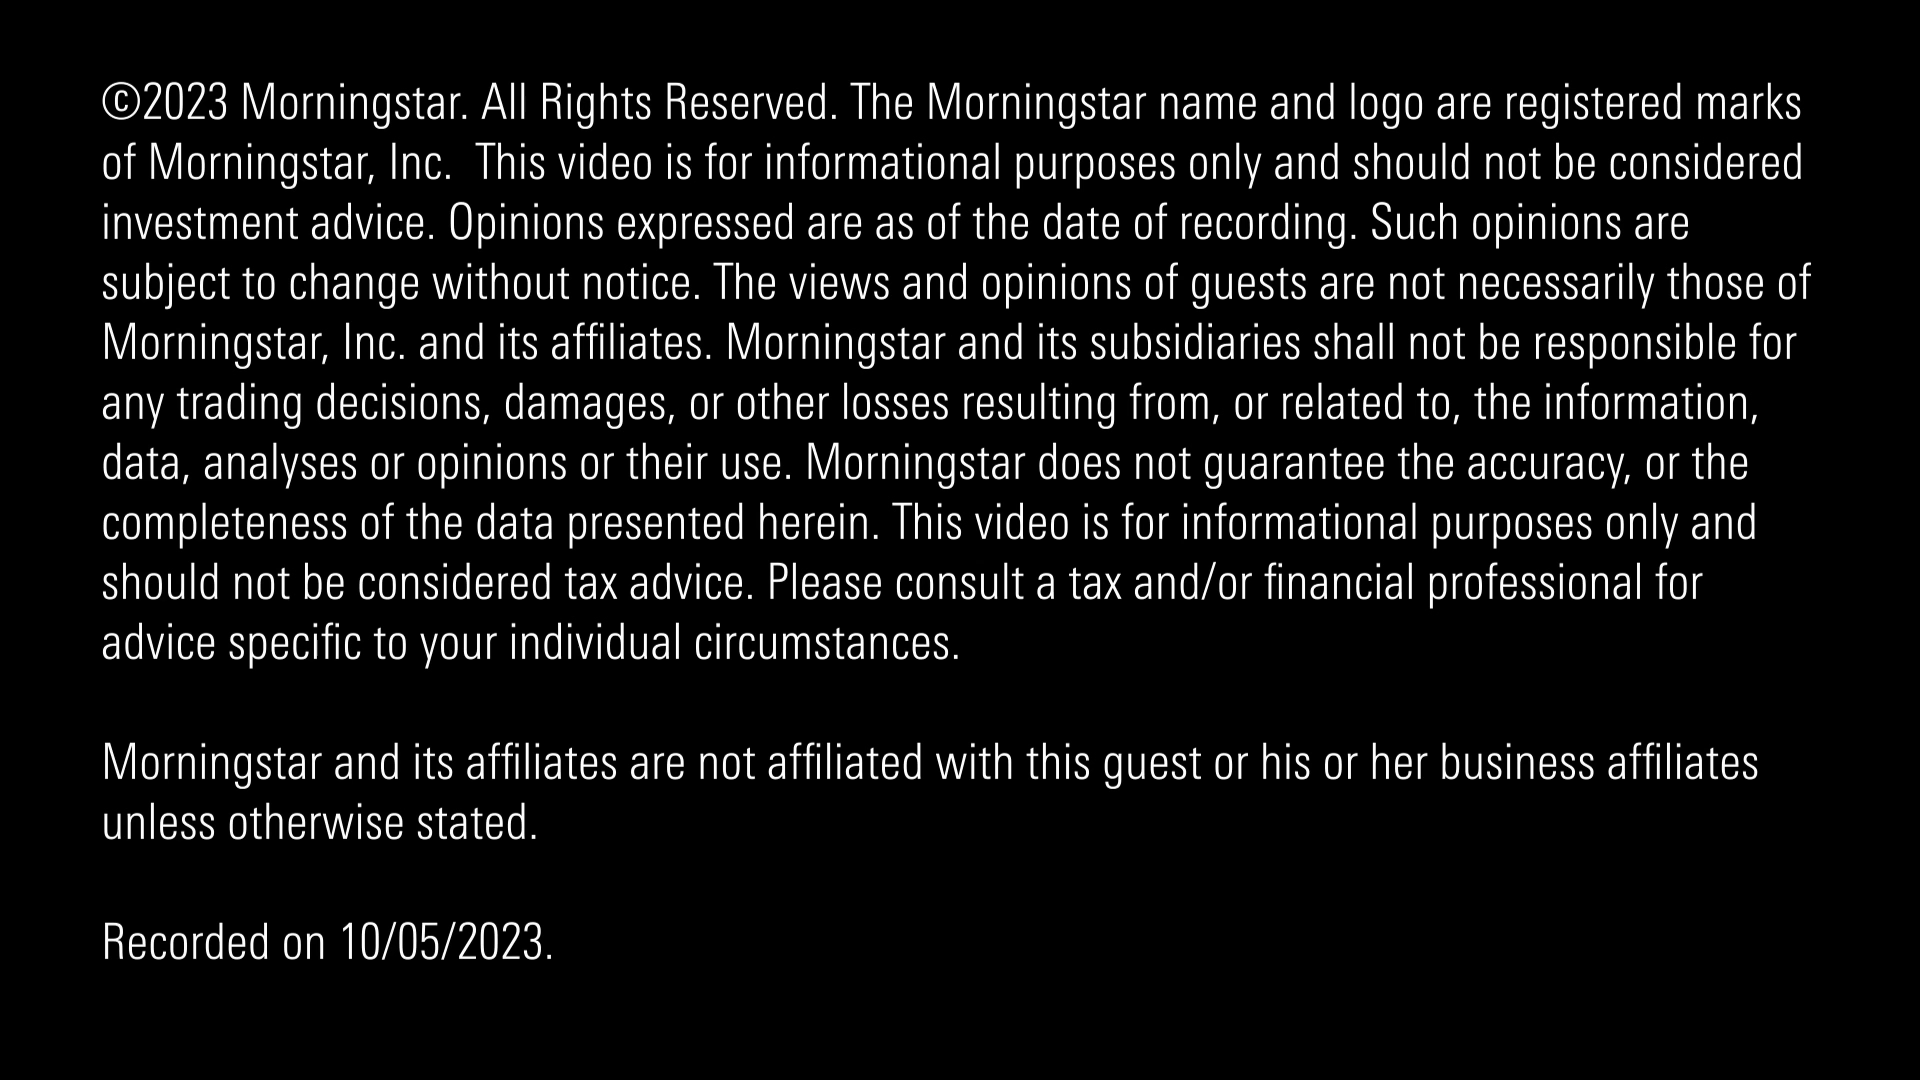 ©2023 Morningstar. All Rights Reserved. The Morningstar name and logo are registered marks
of Morningstar, Inc.  This video is for informational purposes only and should not be considered
investment advice. Opinions expressed are as of the date of recording. Such opinions are
subject to change without notice. The views and opinions of guests are not necessarily those of
Morningstar, Inc. and its affiliates. Morningstar and its subsidiaries shall not be responsible for
any trading decisions, damages, or other losses resulting from, or related to, the information,
data, analyses or opinions or their use. Morningstar does not guarantee the accuracy, or the
completeness of the data presented herein. This video is for informational purposes only and
should not be considered tax advice. Please consult a tax and/or financial professional for
advice specific to your individual circumstances.
Morningstar and its affiliates are not affiliated with this guest or his or her business affiliates
unless otherwise stated.
Recorded on 10/05/2023.